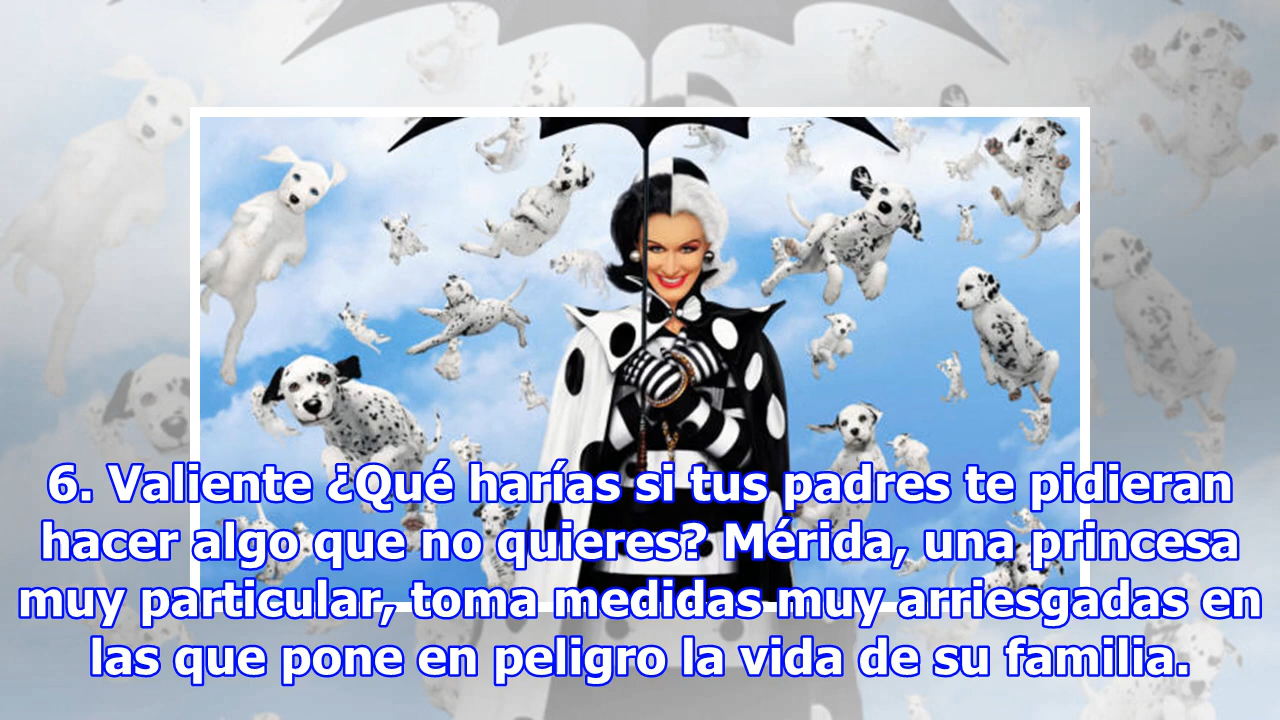 6. Valiente ¿Qué harías si tus padres te pidieran
hacer algo que no quieres? Mérida, una princesa
muy particular, toma medidas muy arriesgadas en
las que pone en peligro la vida de su familia.